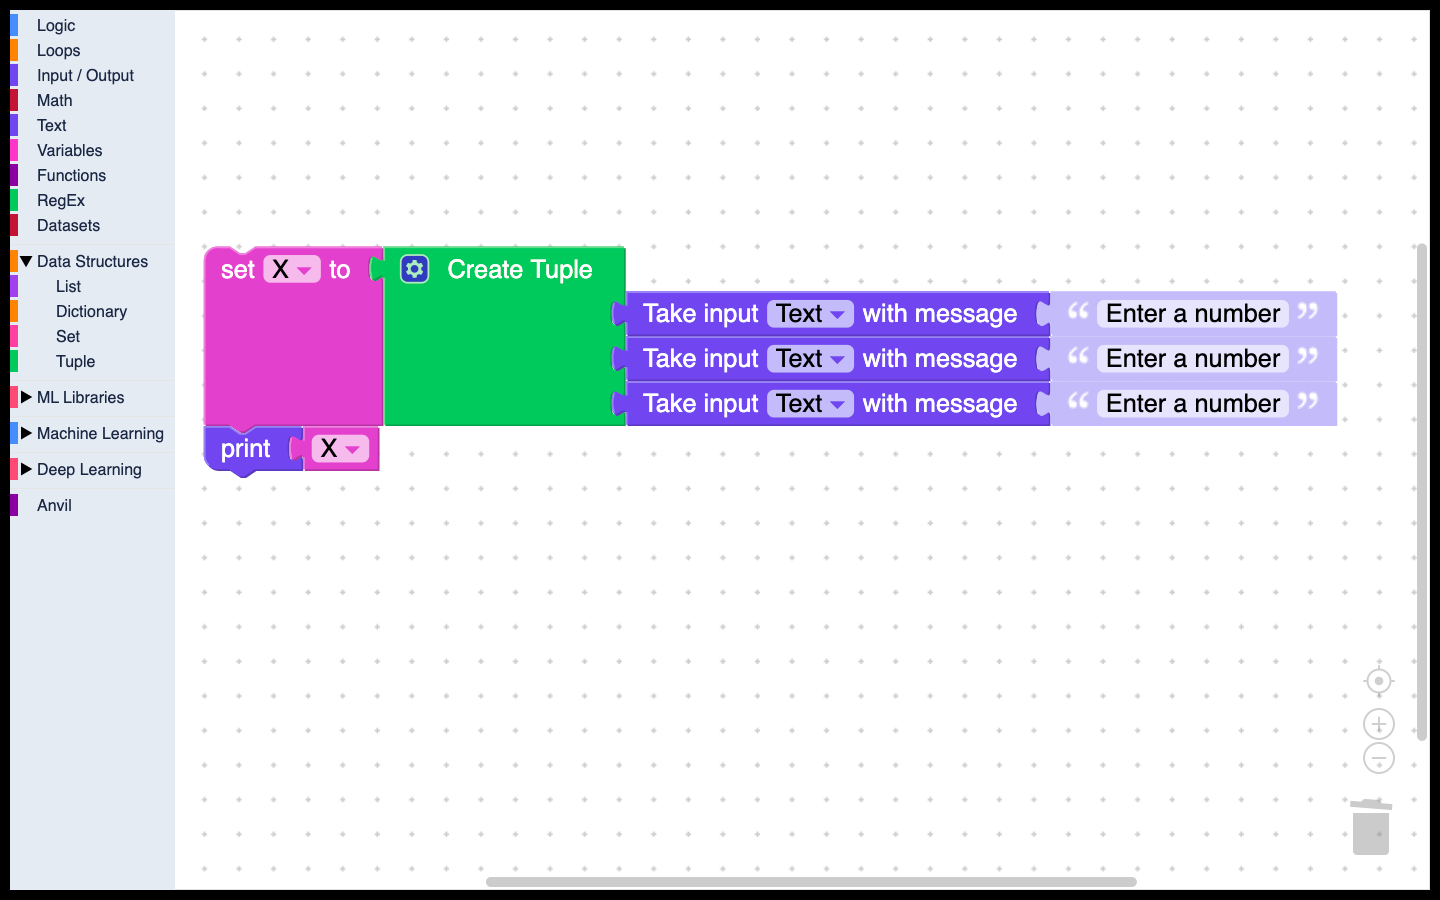 Logic
Loops
Input / Output
Math
Text
Variables
Functions
RegEx
Datasets
Data Structures
List
Dictionary
Set
Tuple
ML Libraries
Machine Learning
Deep Learning
Anvil
set X to Create Tuple
Take input Text with message “ Enter a number ”
Take input Text with message “ Enter a number ”
Take input Text with message “ Enter a number ”
print X